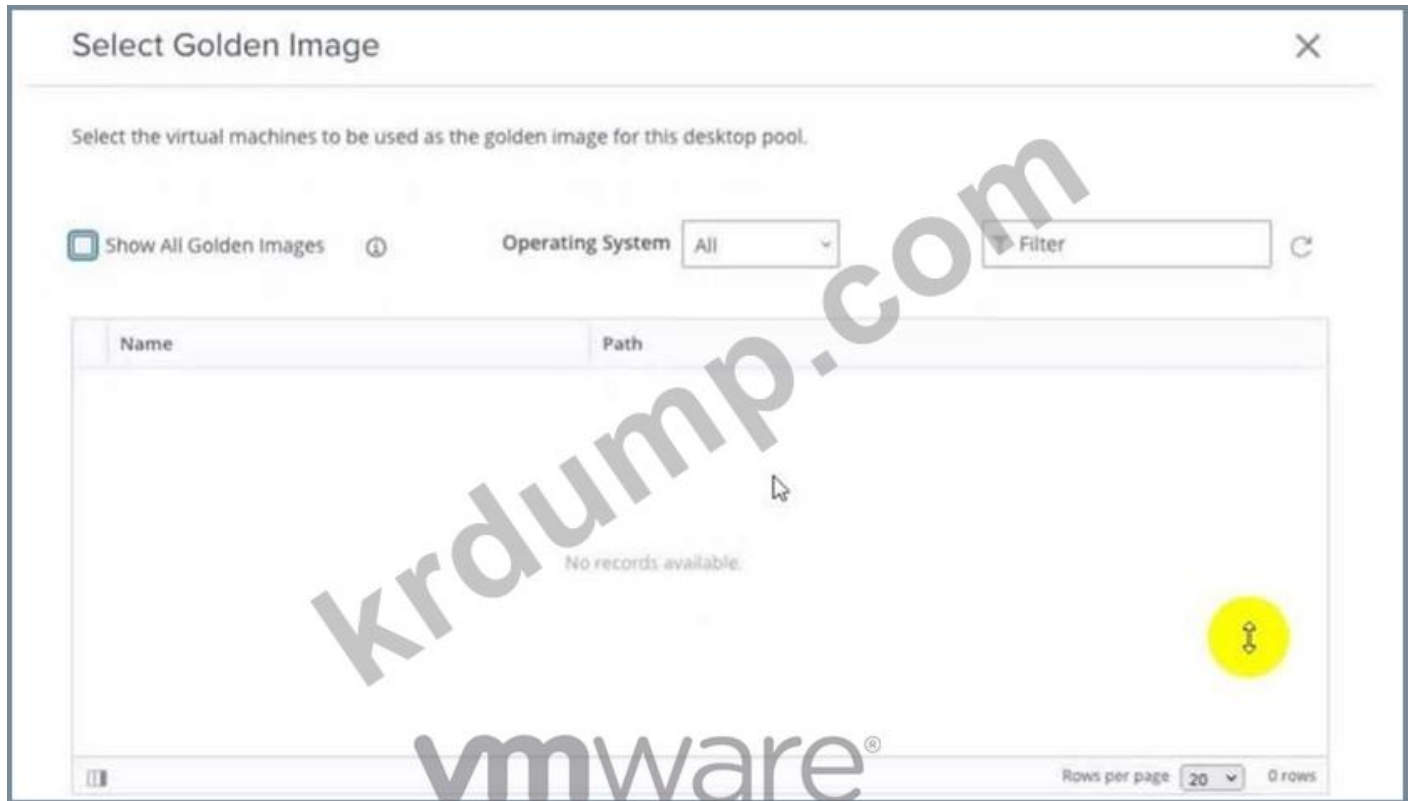 Select Golden Image
Select the virtual machines to be used as the golden image for this desktop pool.
Show All Golden Images Operating System All Filter
Name Path
krdump.com
No records available.
vmware®
Rows per page 20 0 rows